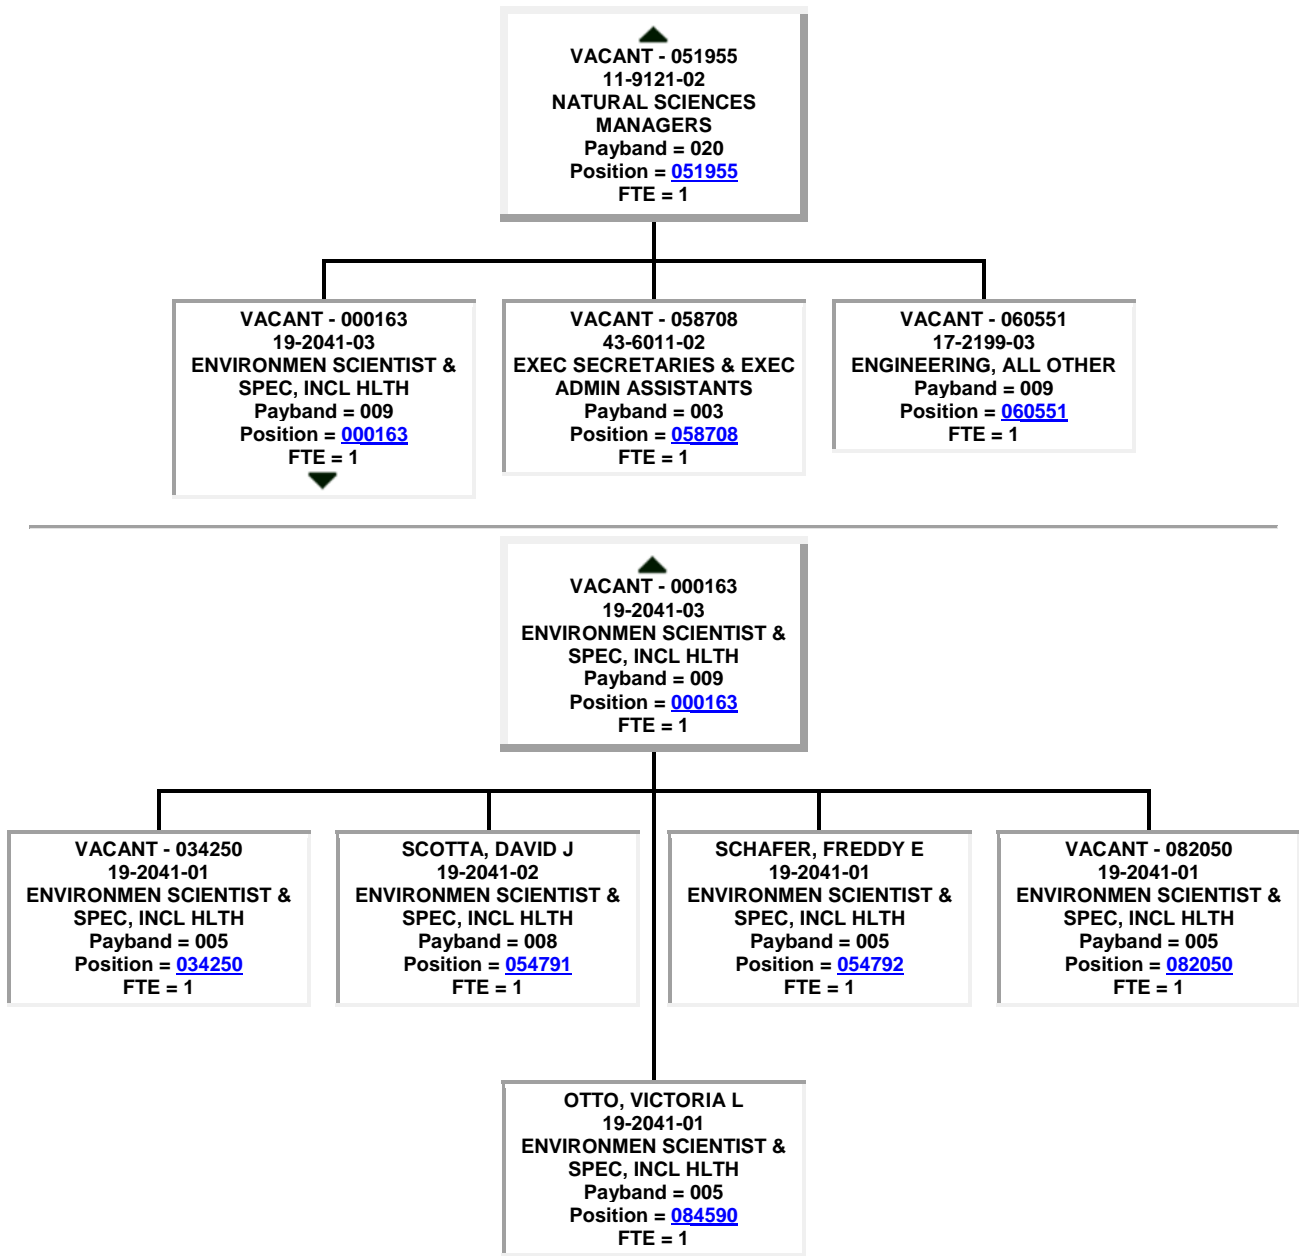 VACANT - 051955
11-9121-02
NATURAL SCIENCES
MANAGERS
Payband = 020
Position = 051955
FTE = 1
VACANT - 000163
19-2041-03
ENVIRONMEN SCIENTIST &
SPEC, INCL HLTH
Payband = 009
Position = 000163
FTE = 1
VACANT - 058708
43-6011-02
EXEC SECRETARIES & EXEC
ADMIN ASSISTANTS
Payband = 003
Position = 058708
FTE = 1
VACANT - 060551
17-2199-03
ENGINEERING, ALL OTHER
Payband = 009
Position = 060551
FTE = 1
VACANT - 000163
19-2041-03
ENVIRONMEN SCIENTIST &
SPEC, INCL HLTH
Payband = 009
Position = 000163
FTE = 1
VACANT - 034250
19-2041-01
ENVIRONMEN SCIENTIST &
SPEC, INCL HLTH
Payband = 005
Position = 034250
FTE = 1
SCOTTA, DAVID J
19-2041-02
ENVIRONMEN SCIENTIST &
SPEC, INCL HLTH
Payband = 008
Position = 054791
FTE = 1
SCHAFER, FREDDY E
19-2041-01
ENVIRONMEN SCIENTIST &
SPEC, INCL HLTH
Payband = 005
Position = 054792
FTE = 1
VACANT - 082050
19-2041-01
ENVIRONMEN SCIENTIST &
SPEC, INCL HLTH
Payband = 005
Position = 082050
FTE = 1
OTTO, VICTORIA L
19-2041-01
ENVIRONMEN SCIENTIST &
SPEC, INCL HLTH
Payband = 005
Position = 084590
FTE = 1